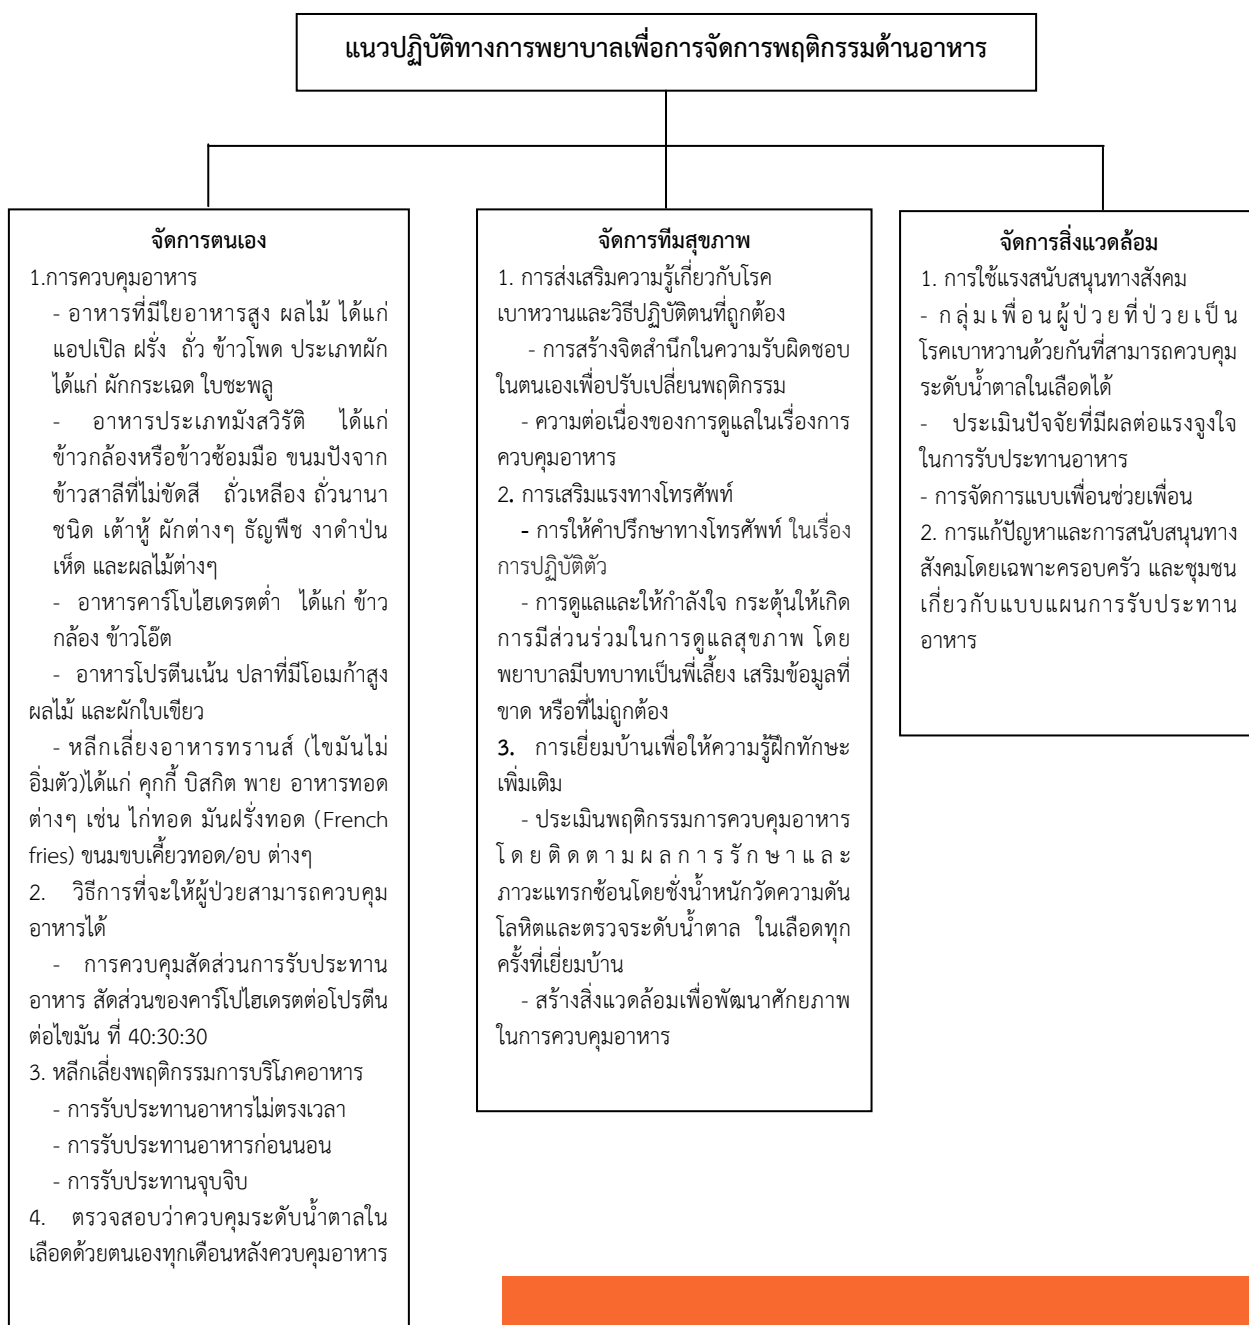 แนวปฏิบัติทางการพยาบาลเพื่อการจัดการพฤติกรรมด้านอาหาร
จัดการตนเอง
1.การควบคุมอาหาร
- อาหารที่มีใยอาหารสูง ผลไม้ ได้แก่
แอปเปิล ฝรั่ง ถั่ว ข้าวโพด ประเภทผัก
ได้แก่ ผักกระเฉด ใบชะพลู
- อาหารประเภทมังสวิรัติ ได้แก่
ข้าวกล้องหรือข้าวซ้อมมือ ขนมปังจาก
ข้าวสาลีที่ไม่ขัดสี ถั่วเหลือง ถั่วนานา
ชนิด เต้าหู้ ผักต่างๆ ธัญพืช งาดำป่น
เห็ด และผลไม้ต่างๆ
- อาหารคาร์โบไฮเดรตต่ำ ได้แก่ ข้าว
กล้อง ข้าวโอ๊ต
- อาหารโปรตีนเน้น ปลาที่มีโอเมก้าสูง
ผลไม้ และผักใบเขียว
- หลีกเลี่ยงอาหารทรานส์ (ไขมันไม่
อิ่มตัว)ได้แก่ คุกกี้ บิสกิต พาย อาหารทอด
ต่างๆ เช่น ไก่ทอด มันฝรั่งทอด (French
fries) ขนมขบเคี้ยวทอด/อบ ต่างๆ
2. วิธีการที่จะให้ผู้ป่วยสามารถควบคุม
อาหารได้
- การควบคุมสัดส่วนการรับประทาน
อาหาร สัดส่วนของคาร์โปไฮเดรตต่อโปรตีน
ต่อไขมัน ที่ 40:30:30
3. หลีกเลี่ยงพฤติกรรมการบริโภคอาหาร
- การรับประทานอาหารไม่ตรงเวลา
- การรับประทานอาหารก่อนนอน
- การรับประทานจุบจิบ
4. ตรวจสอบว่าควบคุมระดับน้ำตาลใน
เลือดด้วยตนเองทุกเดือนหลังควบคุมอาหาร
จัดการทีมสุขภาพ
1. การส่งเสริมความรู้เกี่ยวกับโรค
เบาหวานและวิธีปฏิบัติตนที่ถูกต้อง
- การสร้างจิตสำนึกในความรับผิดชอบ
ในตนเองเพื่อปรับเปลี่ยนพฤติกรรม
- ความต่อเนื่องของการดูแลในเรื่องการ
ควบคุมอาหาร
2. การเสริมแรงทางโทรศัพท์
- การให้คำปรึกษาทางโทรศัพท์ ในเรื่อง
การปฏิบัติตัว
- การดูแลและให้กำลังใจ กระตุ้นให้เกิด
การมีส่วนร่วมในการดูแลสุขภาพ โดย
พยาบาลมีบทบาทเป็นพี่เลี้ยง เสริมข้อมูลที่
ขาด หรือที่ไม่ถูกต้อง
3. การเยี่ยมบ้านเพื่อให้ความรู้ฝึกทักษะ
เพิ่มเติม
- ประเมินพฤติกรรมการควบคุมอาหาร
โดยติดตามผลการรักษาและ
ภาวะแทรกซ้อนโดยชั่งน้ำหนักวัดความดัน
โลหิตและตรวจระดับน้ำตาล ในเลือดทุก
ครั้งที่เยี่ยมบ้าน
- สร้างสิ่งแวดล้อมเพื่อพัฒนาศักยภาพ
ในการควบคุมอาหาร
จัดการสิ่งแวดล้อม
1. การใช้แรงสนับสนุนทางสังคม
- กลุ่มเพื่อนผู้ป่วยที่ป่วยเป็น
โรคเบาหวานด้วยกันที่สามารถควบคุม
ระดับน้ำตาลในเลือดได้
- ประเมินปัจจัยที่มีผลต่อแรงจูงใจ
ในการรับประทานอาหาร
- การจัดการแบบเพื่อนช่วยเพื่อน
2. การแก้ปัญหาและการสนับสนุนทาง
สังคมโดยเฉพาะครอบครัว และชุมชน
เกี่ยวกับแบบแผนการรับประทาน
อาหาร